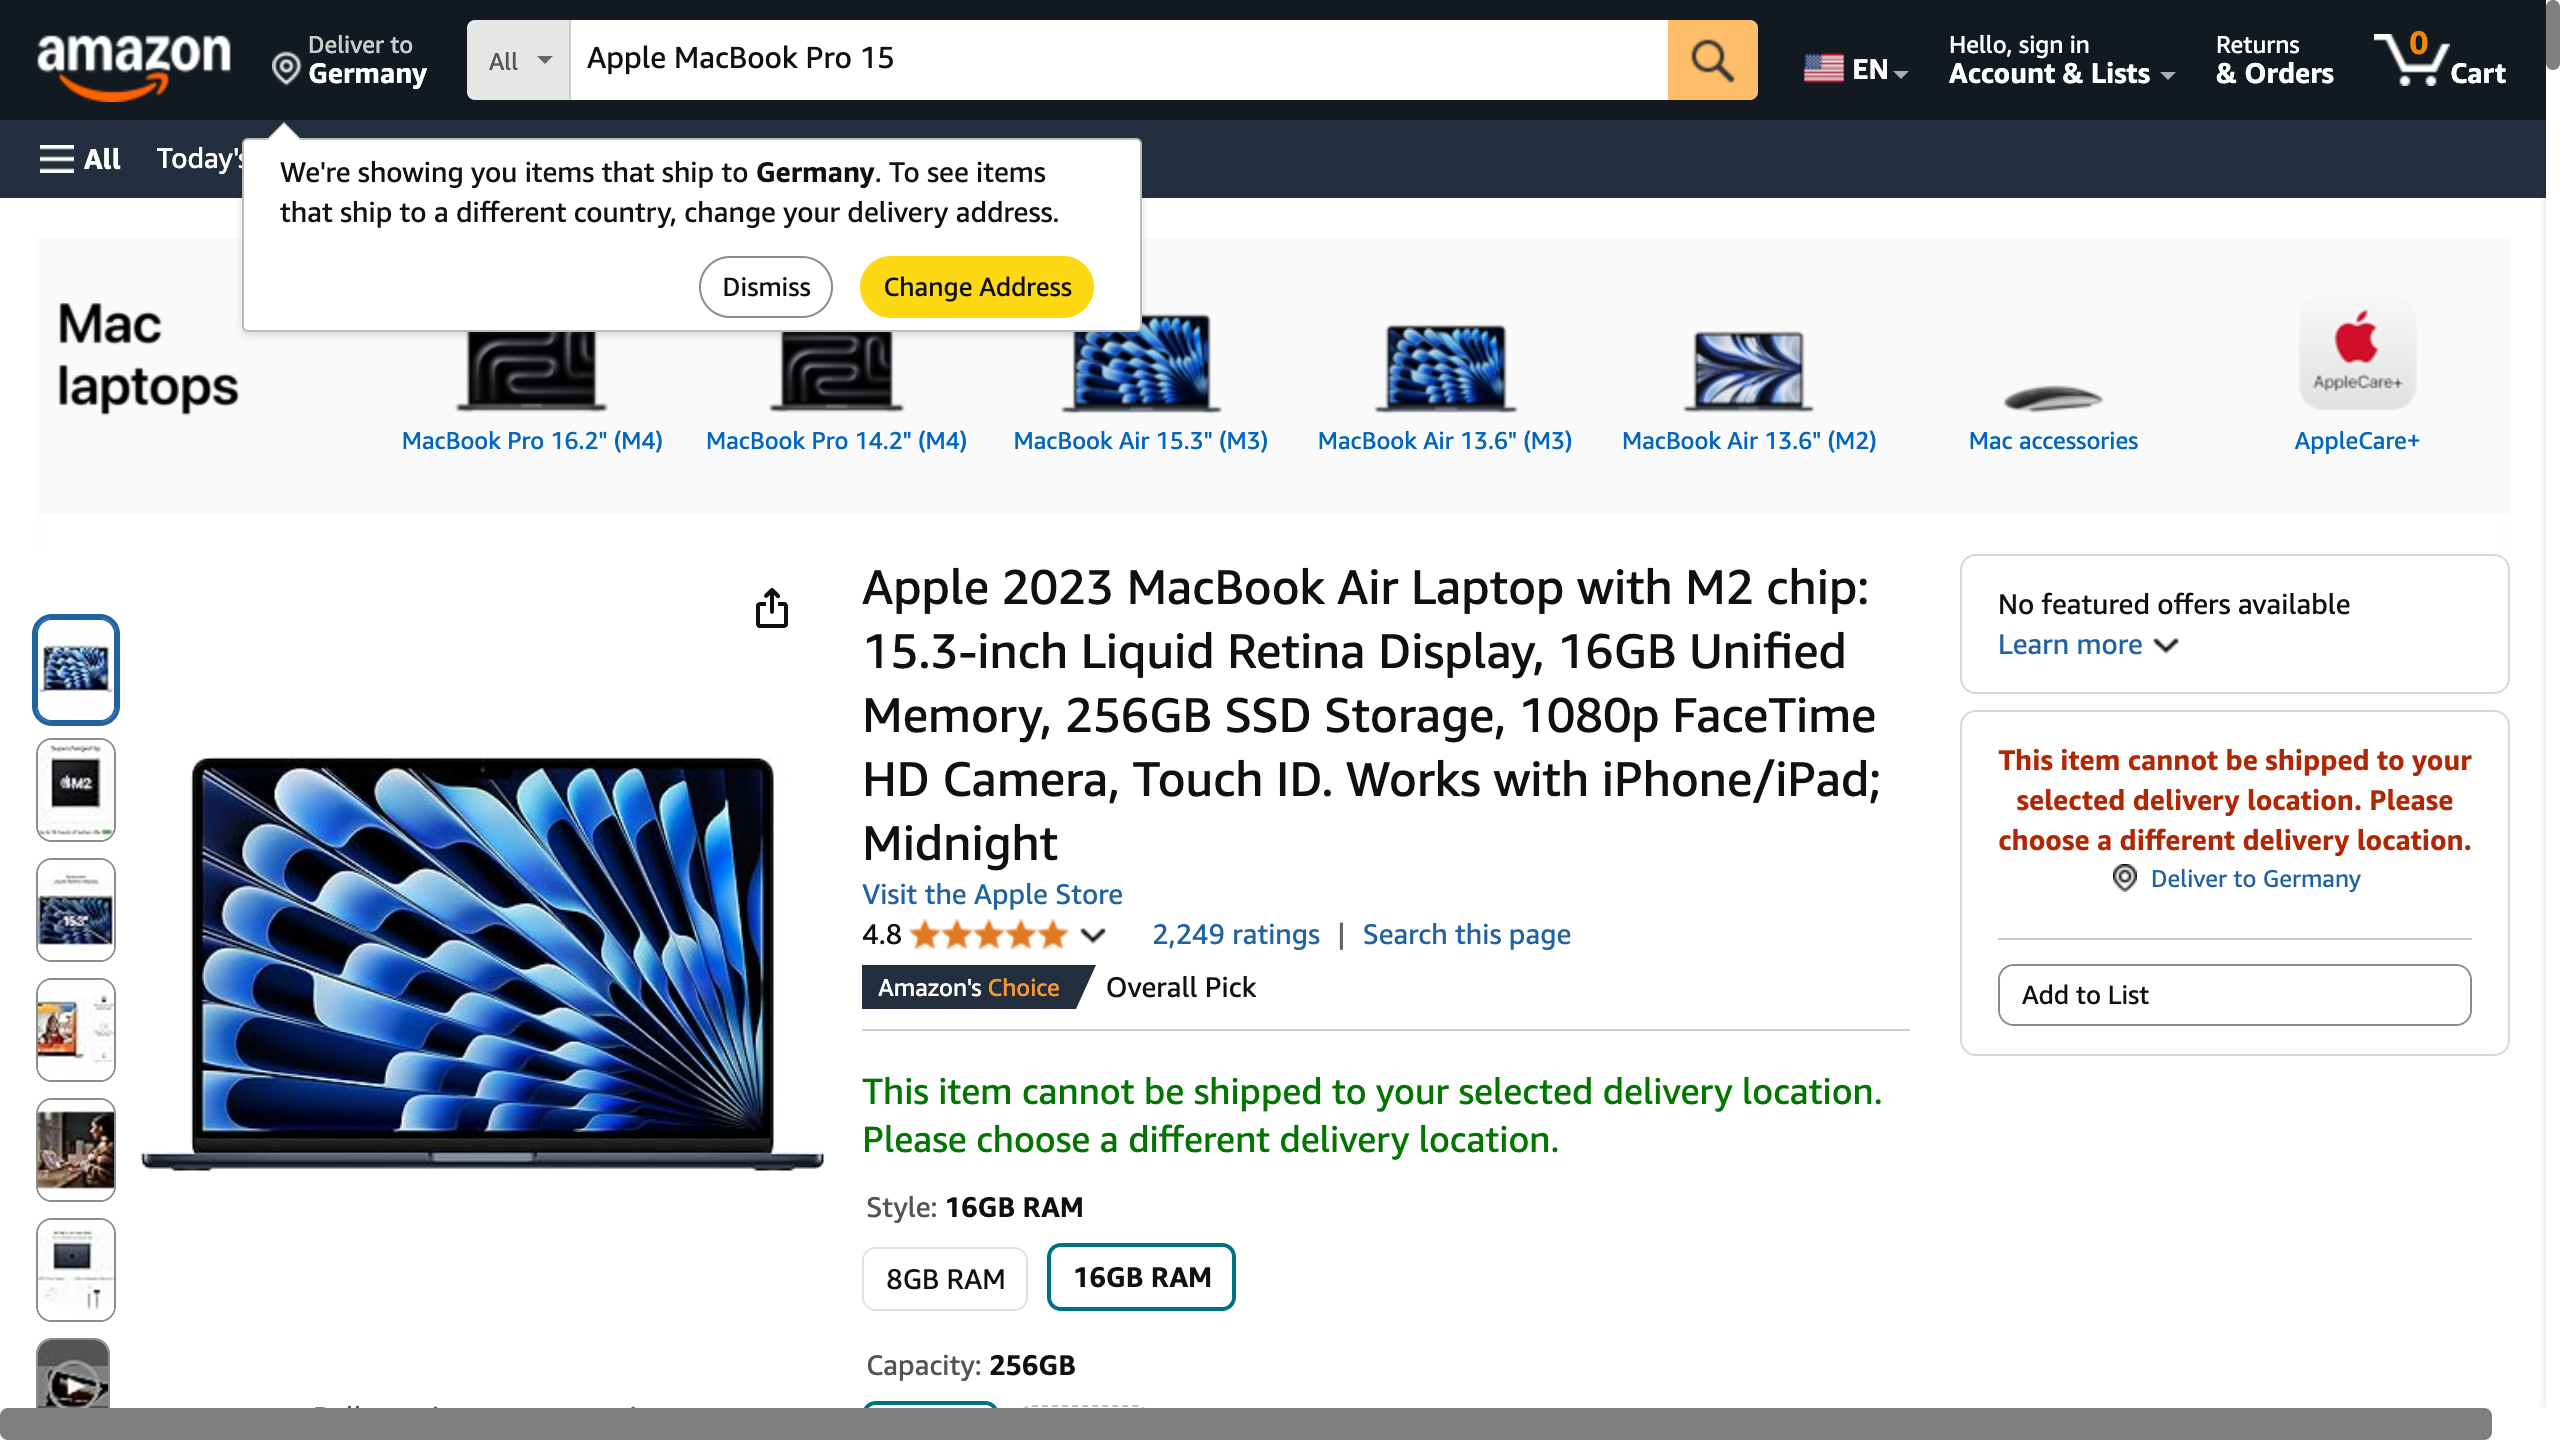 amazon
Deliver to
Germany
All
Apple MacBook Pro 15
EN
Hello, sign in
Account & Lists
Returns
& Orders
0
Cart
All
Today's
We're showing you items that ship to Germany. To see items
that ship to a different country, change your delivery address.
Dismiss
Change Address
Mac
laptops
MacBook Pro 16.2" (M4)
MacBook Pro 14.2" (M4)
MacBook Air 15.3" (M3)
MacBook Air 13.6" (M3)
MacBook Air 13.6" (M2)
Mac accessories
AppleCare+
AppleCare+
Apple 2023 MacBook Air Laptop with M2 chip:
15.3-inch Liquid Retina Display, 16GB Unified
Memory, 256GB SSD Storage, 1080p FaceTime
HD Camera, Touch ID. Works with iPhone/iPad;
Midnight
Visit the Apple Store
4.8
2,249 ratings | Search this page
Amazon's Choice
Overall Pick
This item cannot be shipped to your selected delivery location.
Please choose a different delivery location.
Style: 16GB RAM
8GB RAM
16GB RAM
Capacity: 256GB
No featured offers available
Learn more
This item cannot be shipped to your
selected delivery location. Please
choose a different delivery location.
Deliver to Germany
Add to List
M2
15.3"